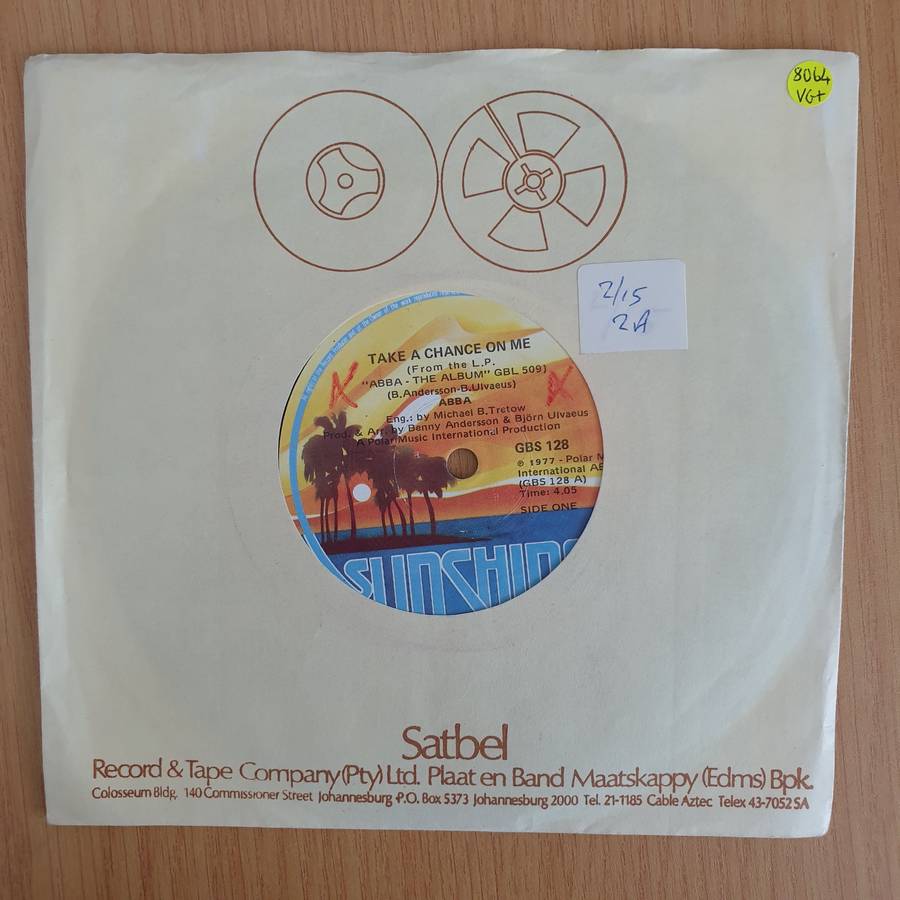 8064
VG+
2/15
2A
TAKE A CHANCE ON ME
(From the L.P.
"ABBA - THE ALBUM" GBL 509)
(B.Andersson-B.Ulvaeus)
ABBA
Eng.: by Michael B.Tretow
Prod. & Arr. by Benny Andersson & Björn Ulvaeus
A Polar Music International Production
GBS 128
℗ 1977 - Polar M
International AB
(GBS 128 A)
Time: 4.05
SIDE ONE
SUNSHINE
Satbel
Record & Tape Company (Pty) Ltd. Plaat en Band Maatskappy (Edms) Bpk.
Colosseum Bldg. 140 Commissioner Street Johannesburg P.O. Box 5373 Johannesburg 2000 Tel. 21-1185 Cable Aztec Telex 43-7052 SA